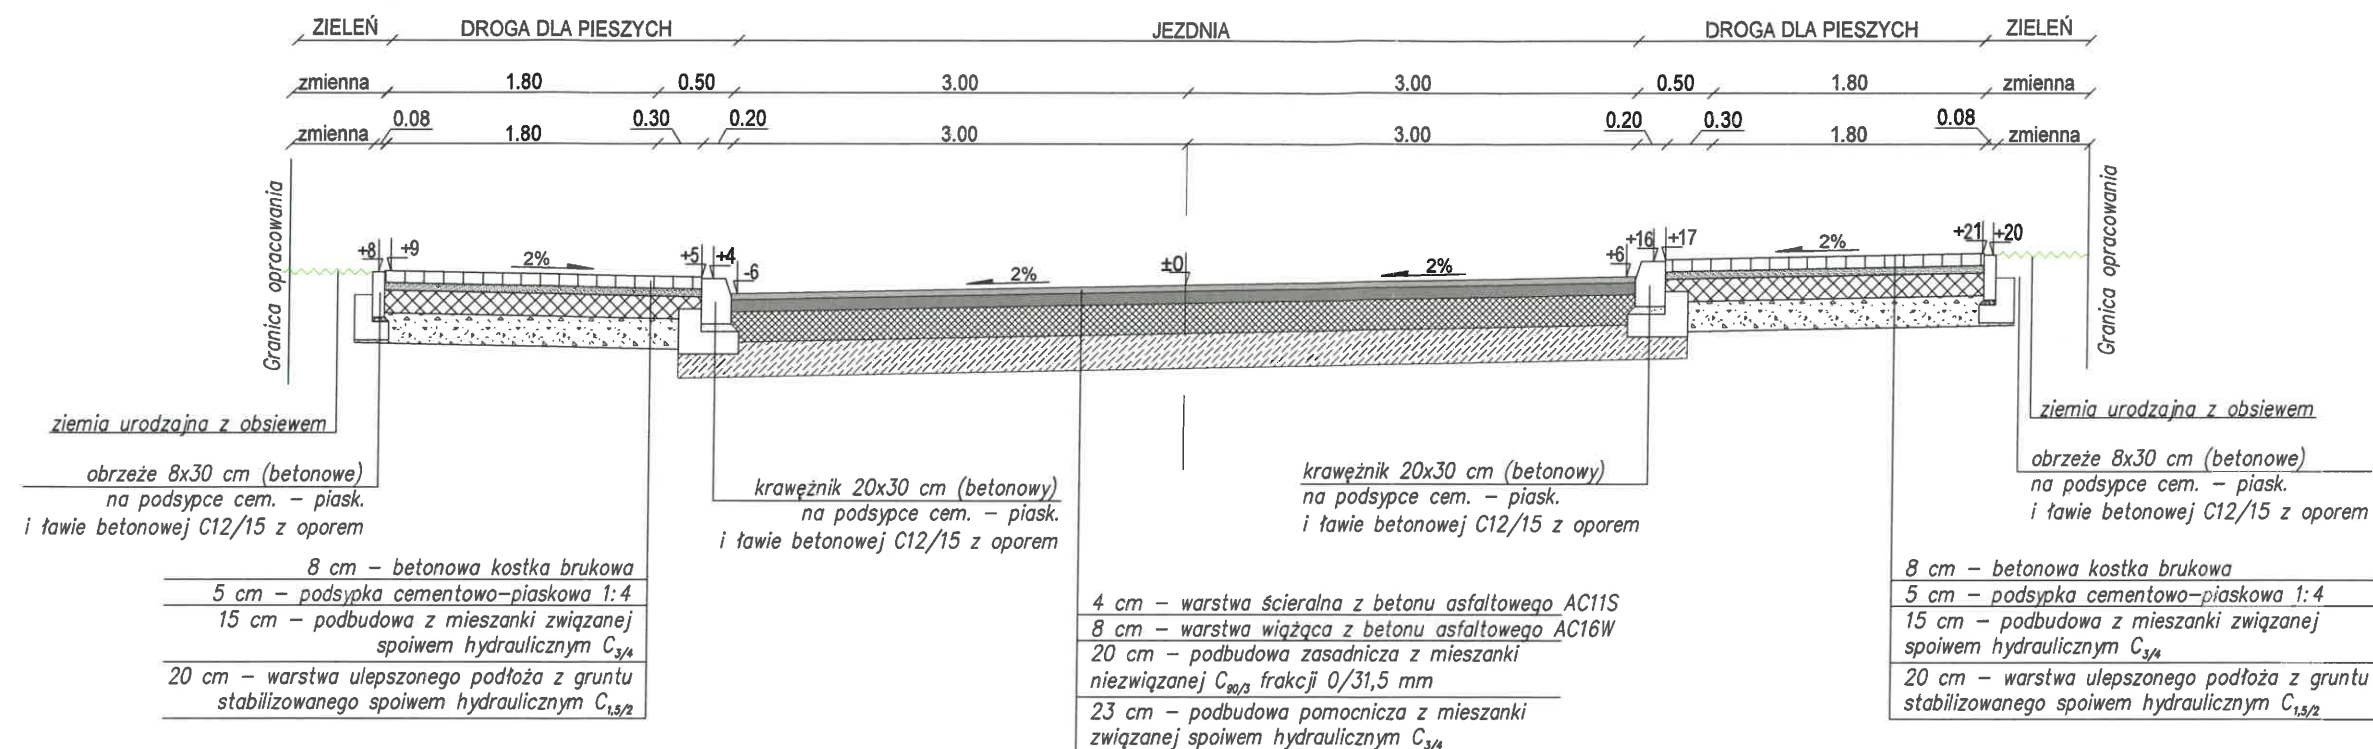 ZIELEŃ DROGA DLA PIESZYCH JEZDNIA DROGA DLA PIESZYCH ZIELEŃ
zmienna 1.80 0.50 3.00 3.00 0.50 1.80 zmienna
0.08 0.30 0.20 0.20 0.30 0.08
zmienna 1.80 3.00 3.00 1.80 zmienna
Granica opracowania
Granica opracowania
+8 +9 2% +5 +4 -6 2% ±0 2% +6 +16 +17 2% +21 +20
ziemia urodzajna z obsiewem
obrzeże 8x30 cm (betonowe)
na podsypce cem. – piask.
i ławie betonowej C12/15 z oporem
krawężnik 20x30 cm (betonowy)
na podsypce cem. – piask.
i ławie betonowej C12/15 z oporem
krawężnik 20x30 cm (betonowy)
na podsypce cem. – piask.
i ławie betonowej C12/15 z oporem
ziemia urodzajna z obsiewem
obrzeże 8x30 cm (betonowe)
na podsypce cem. – piask.
i ławie betonowej C12/15 z oporem
8 cm – betonowa kostka brukowa
5 cm – podsypka cementowo–piaskowa 1:4
15 cm – podbudowa z mieszanki związanej
spoiwem hydraulicznym C3/4
20 cm – warstwa ulepszonego podłoża z gruntu
stabilizowanego spoiwem hydraulicznym C1,5/2
4 cm – warstwa ścieralna z betonu asfaltowego AC11S
8 cm – warstwa wiążąca z betonu asfaltowego AC16W
20 cm – podbudowa zasadnicza z mieszanki
niezwiązanej C90/3 frakcji 0/31,5 mm
23 cm – podbudowa pomocnicza z mieszanki
związanej spoiwem hydraulicznym C3/4
8 cm – betonowa kostka brukowa
5 cm – podsypka cementowo–piaskowa 1:4
15 cm – podbudowa z mieszanki związanej
spoiwem hydraulicznym C3/4
20 cm – warstwa ulepszonego podłoża z gruntu
stabilizowanego spoiwem hydraulicznym C1,5/2